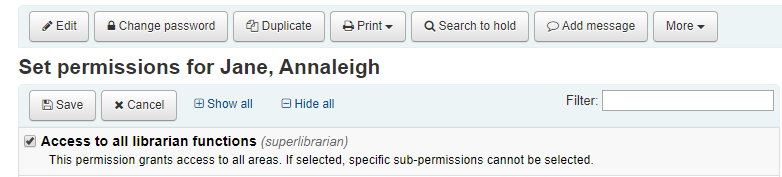 Edit Change password Duplicate Print Search to hold Add message More
Set permissions for Jane, Annaleigh
Save Cancel Show all Hide all Filter:
Access to all librarian functions (superlibrarian)
This permission grants access to all areas. If selected, specific sub-permissions cannot be selected.